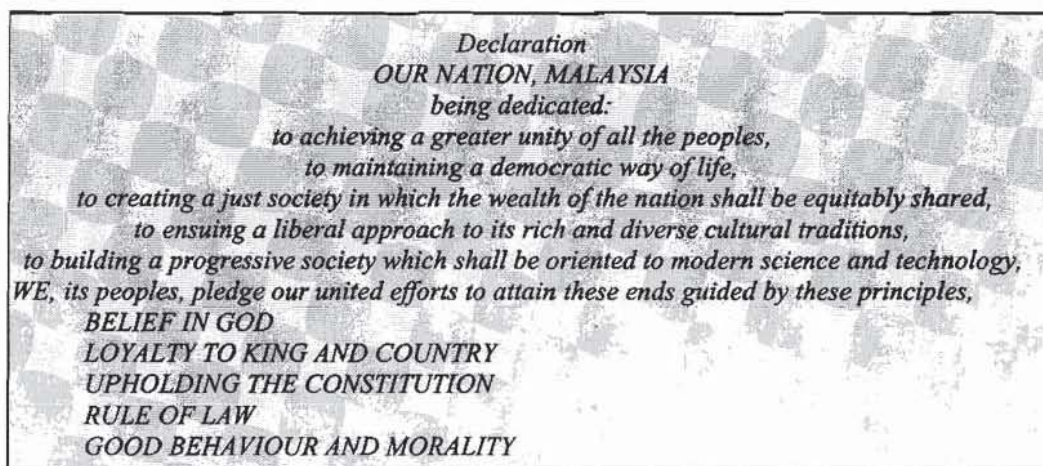 Declaration
OUR NATION, MALAYSIA
being dedicated:
to achieving a greater unity of all the peoples,
to maintaining a democratic way of life,
to creating a just society in which the wealth of the nation shall be equitably shared,
to ensuing a liberal approach to its rich and diverse cultural traditions,
to building a progressive society which shall be oriented to modern science and technology,
WE, its peoples, pledge our united efforts to attain these ends guided by these principles,
BELIEF IN GOD
LOYALTY TO KING AND COUNTRY
UPHOLDING THE CONSTITUTION
RULE OF LAW
GOOD BEHAVIOUR AND MORALITY